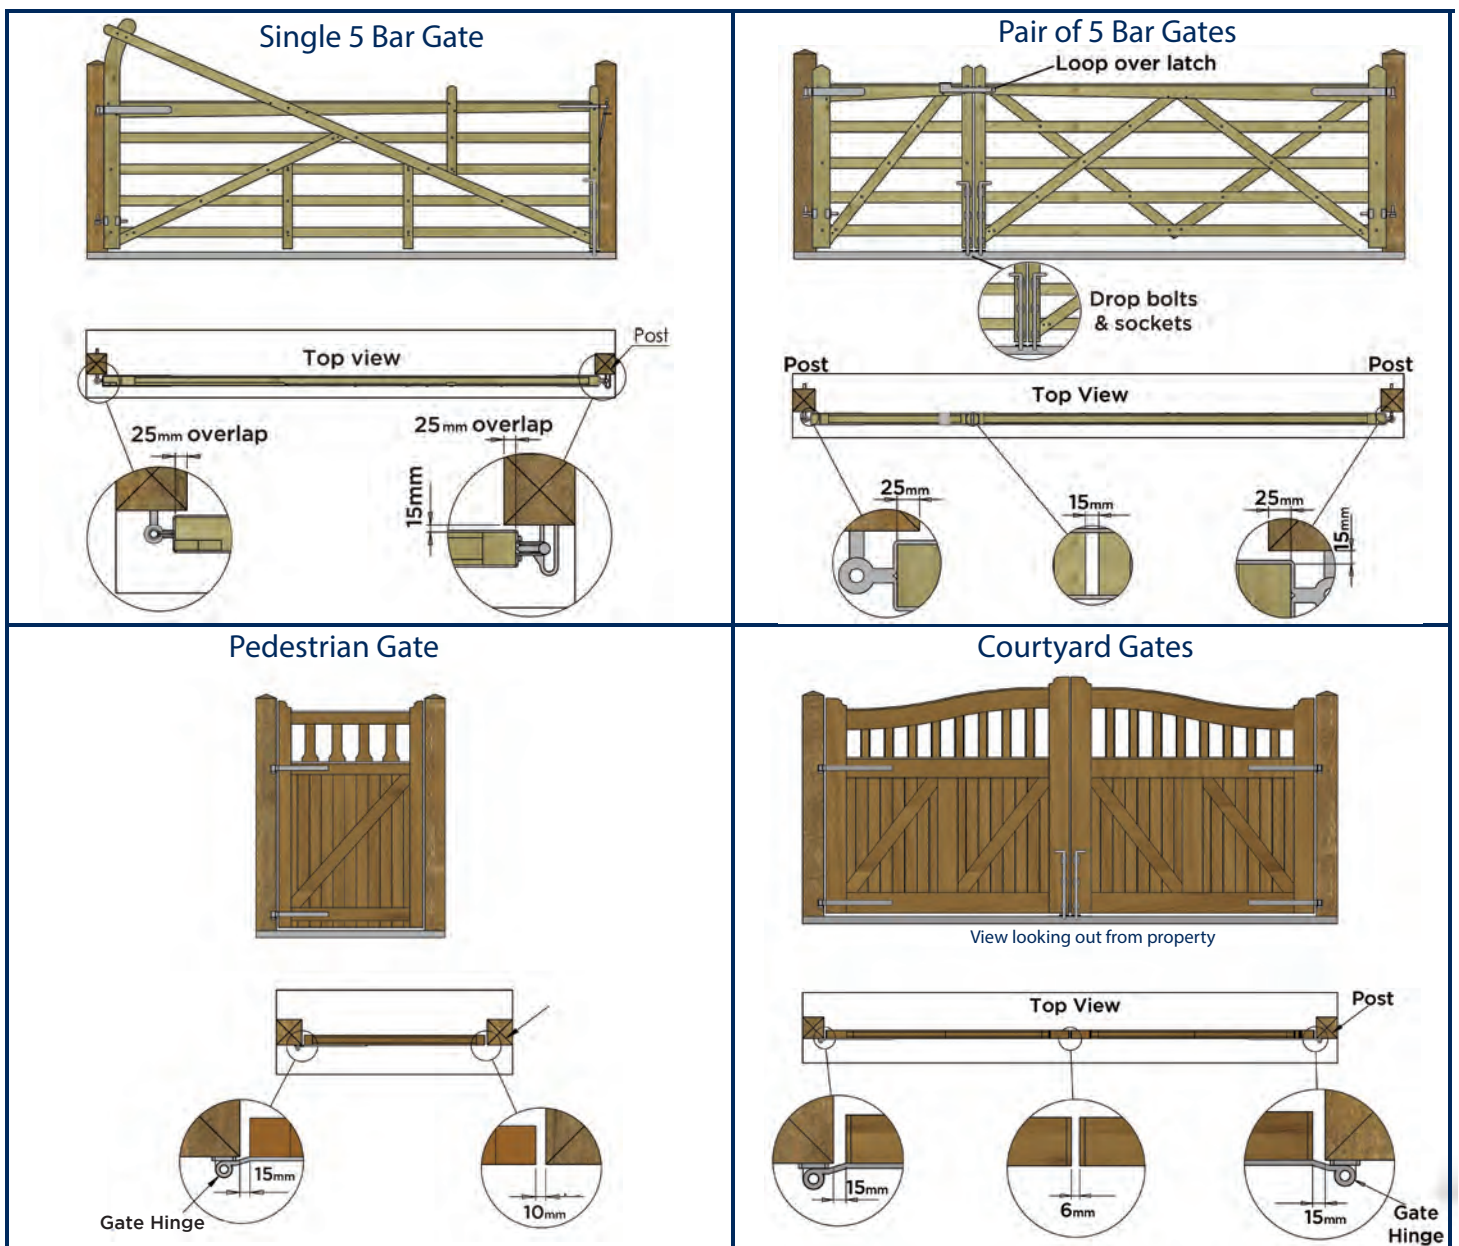 Single 5 Bar Gate
Top view
Post
25mm overlap
25mm overlap
15mm
Pair of 5 Bar Gates
Loop over latch
Drop bolts
& sockets
Post
Post
Top View
25mm
15mm
25mm
15mm
Pedestrian Gate
15mm
10mm
Gate Hinge
Courtyard Gates
View looking out from property
Top View
Post
15mm
6mm
15mm
Gate
Hinge